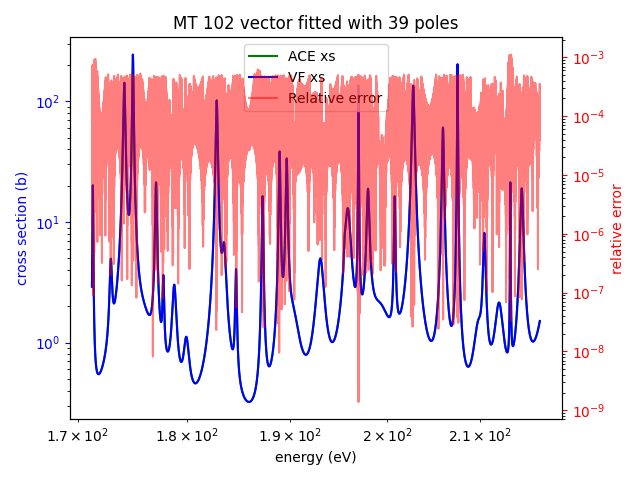 MT 102 vector fitted with 39 poles
ACE xs
VF xs
Relative error
10²
10¹
10⁰
cross section (b)
10⁻³
10⁻⁴
10⁻⁵
10⁻⁶
10⁻⁷
10⁻⁸
10⁻⁹
relative error
1.7 × 10² 1.8 × 10² 1.9 × 10² 2 × 10² 2.1 × 10²
energy (eV)